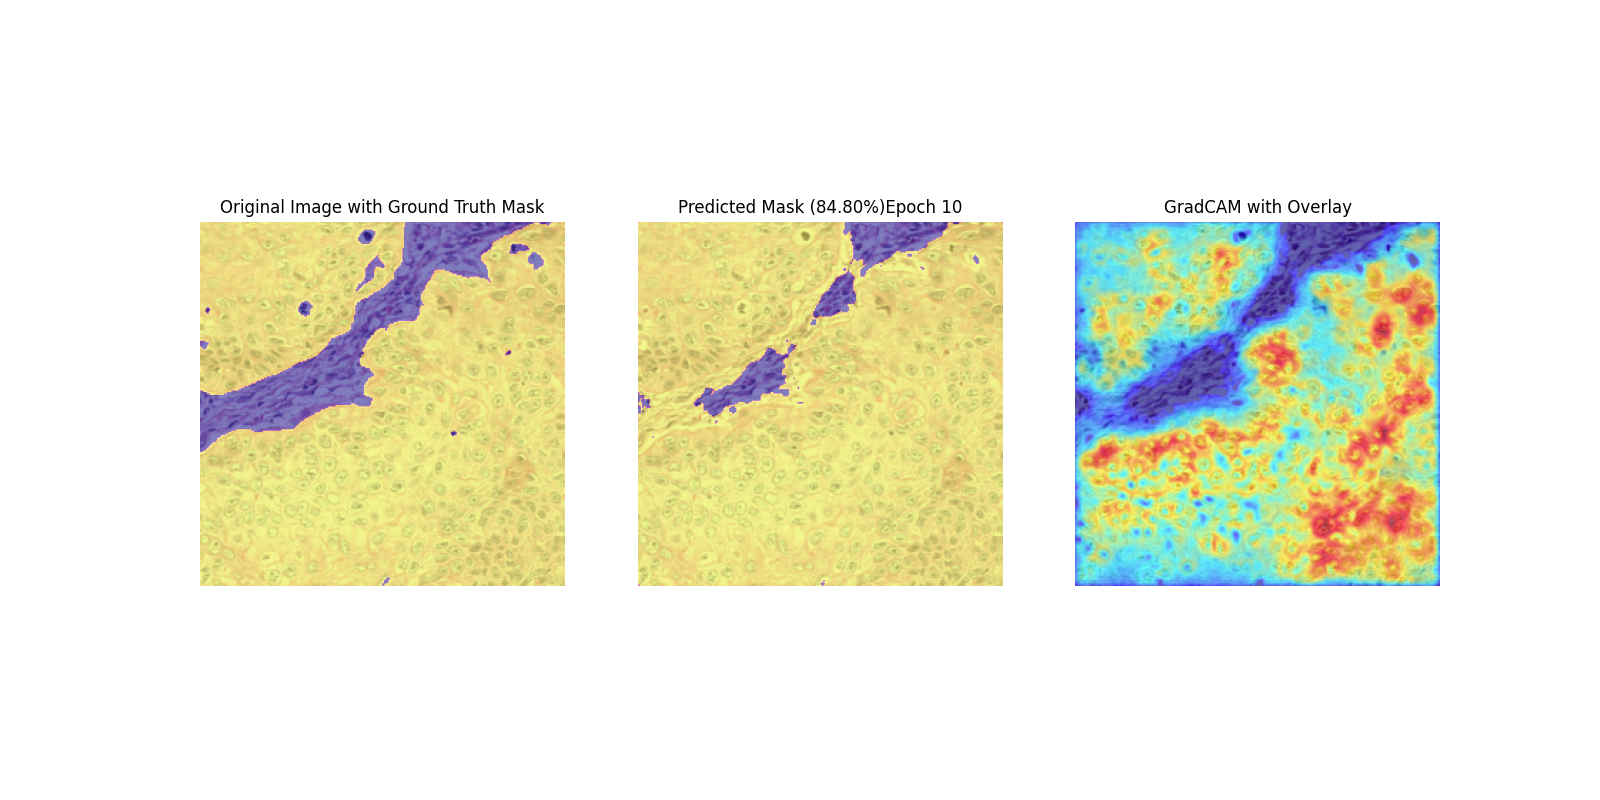 Original Image with Ground Truth Mask
Predicted Mask (84.80%)Epoch 10
GradCAM with Overlay